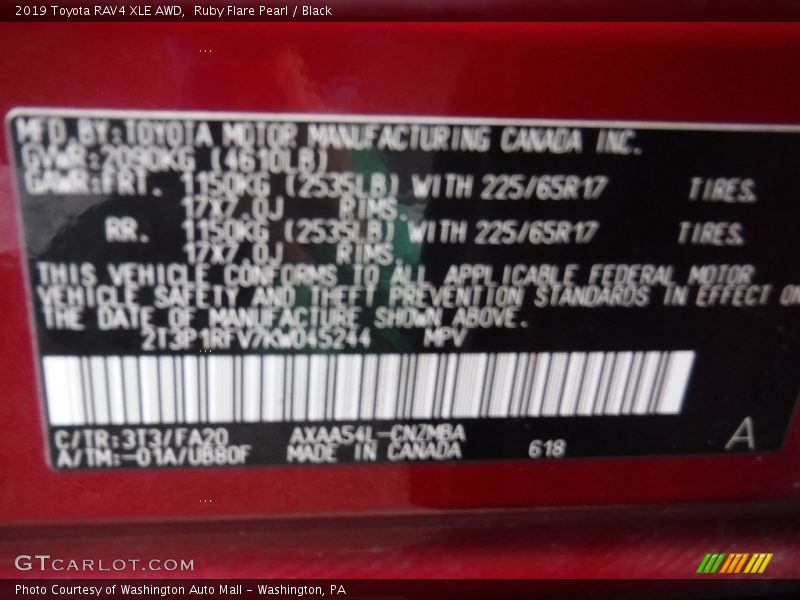 2019 Toyota RAV4 XLE AWD,  Ruby Flare Pearl / Black
MFD.BY:TOYOTA MOTOR MANUFACTURING CANADA INC.
GVWR:2090KG (4610LB)
GAWR:FRT. 1150KG (2535LB) WITH 225/65R17 TIRES.
17X7.0J RIMS.
RR. 1150KG (2535LB) WITH 225/65R17 TIRES.
17X7.0J RIMS.
THIS VEHICLE CONFORMS TO ALL APPLICABLE FEDERAL MOTOR
VEHICLE SAFETY AND THEFT PREVENTION STANDARDS IN EFFECT ON
THE DATE OF MANUFACTURE SHOWN ABOVE.
2T3P1RFV7KW045244 MPV
C/TR:3T3/FA20 AXAA54L-CNZMBA
A/TM:-01A/UB80F MADE IN CANADA 618
A
GTCARLOT.COM
Photo Courtesy of Washington Auto Mall - Washington, PA